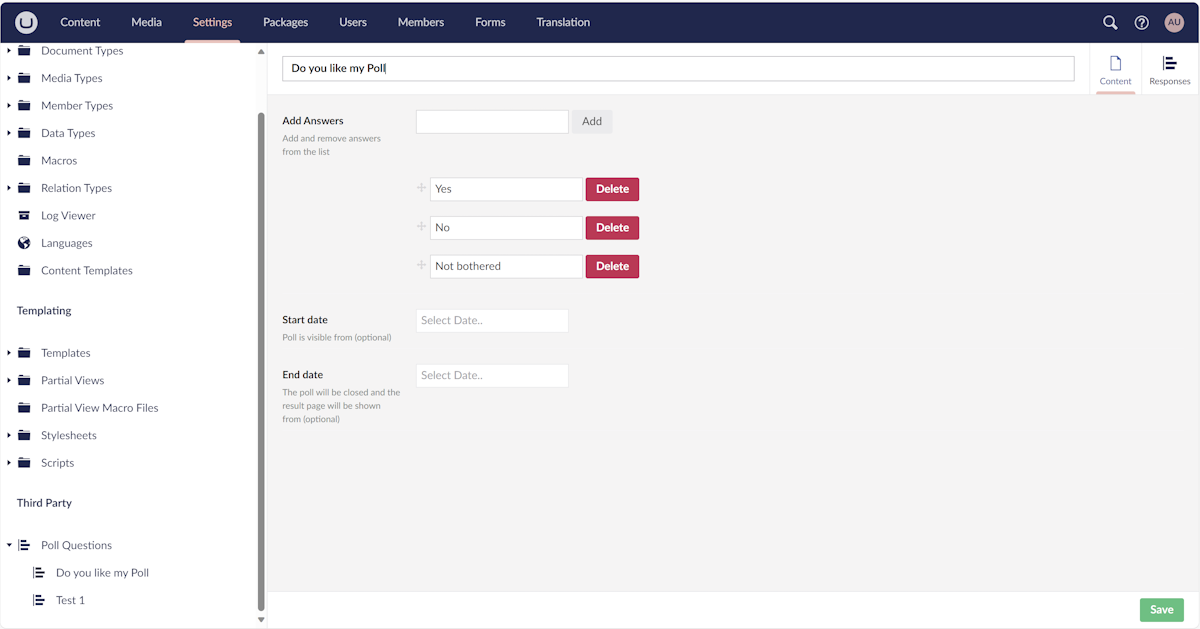 Content Media Settings Packages Users Members Forms Translation AU
Document Types
Media Types
Member Types
Data Types
Macros
Relation Types
Log Viewer
Languages
Content Templates
Templating
Templates
Partial Views
Partial View Macro Files
Stylesheets
Scripts
Third Party
Poll Questions
Do you like my Poll
Test 1
Do you like my Poll
Content Responses
Add Answers
Add and remove answers
from the list
Add
Yes Delete
No Delete
Not bothered Delete
Start date
Poll is visible from (optional)
Select Date..
End date
The poll will be closed and the
result page will be shown
from (optional)
Select Date..
Save